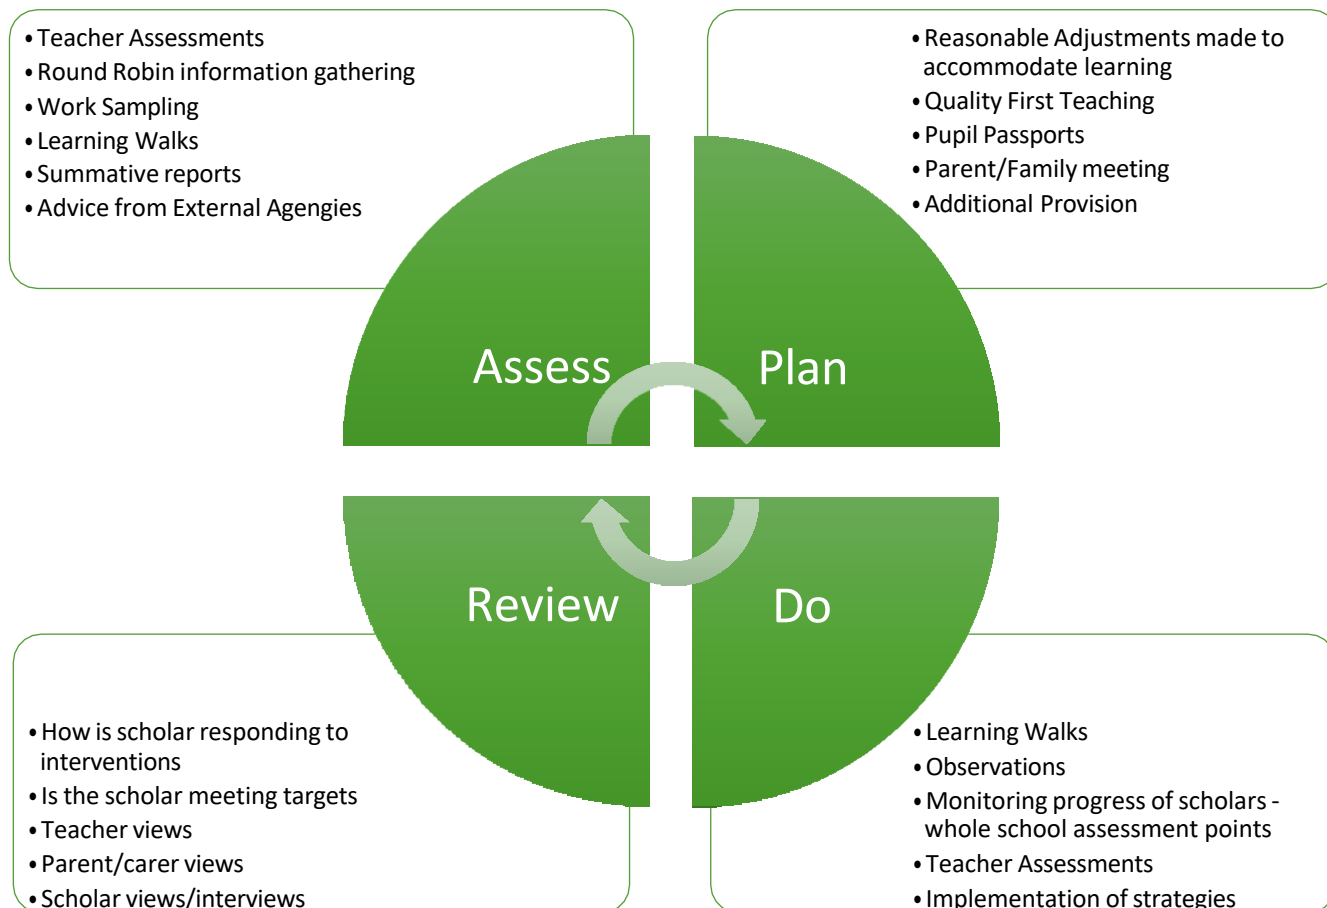 • Teacher Assessments
• Round Robin information gathering
• Work Sampling
• Learning Walks
• Summative reports
• Advice from External Agengies
• Reasonable Adjustments made to
accommodate learning
• Quality First Teaching
• Pupil Passports
• Parent/Family meeting
• Additional Provision
Assess
Plan
Review
Do
• How is scholar responding to
interventions
• Is the scholar meeting targets
• Teacher views
• Parent/carer views
• Scholar views/interviews
• Learning Walks
• Observations
• Monitoring progress of scholars -
whole school assessment points
• Teacher Assessments
• Implementation of strategies